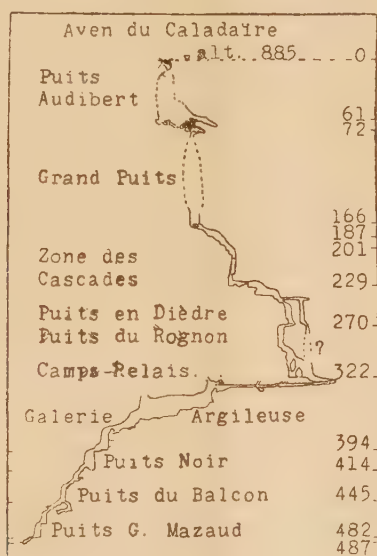 Aven du Caladaïre
alt. 885 0
Puits
Audibert
61
72
Grand Puits
166
187
201
Zone des
Cascades
229
Puits en Dièdre
270
Puits du Rognon
?
Camps-Relais. 322
Galerie Argileuse
394
Puits Noir 414
Puits du Balcon 445
Puits G. Mazaud 482
487